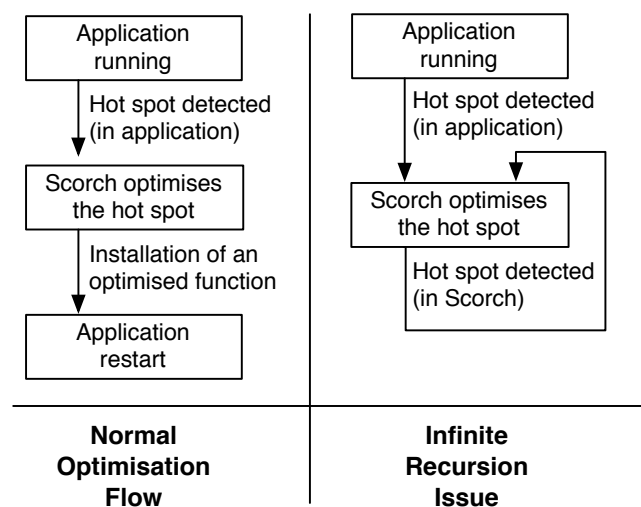 Application
running
Hot spot detected
(in application)
Scorch optimises
the hot spot
Installation of an
optimised function
Application
restart
Normal
Optimisation
Flow
Application
running
Hot spot detected
(in application)
Scorch optimises
the hot spot
Hot spot detected
(in Scorch)
Infinite
Recursion
Issue